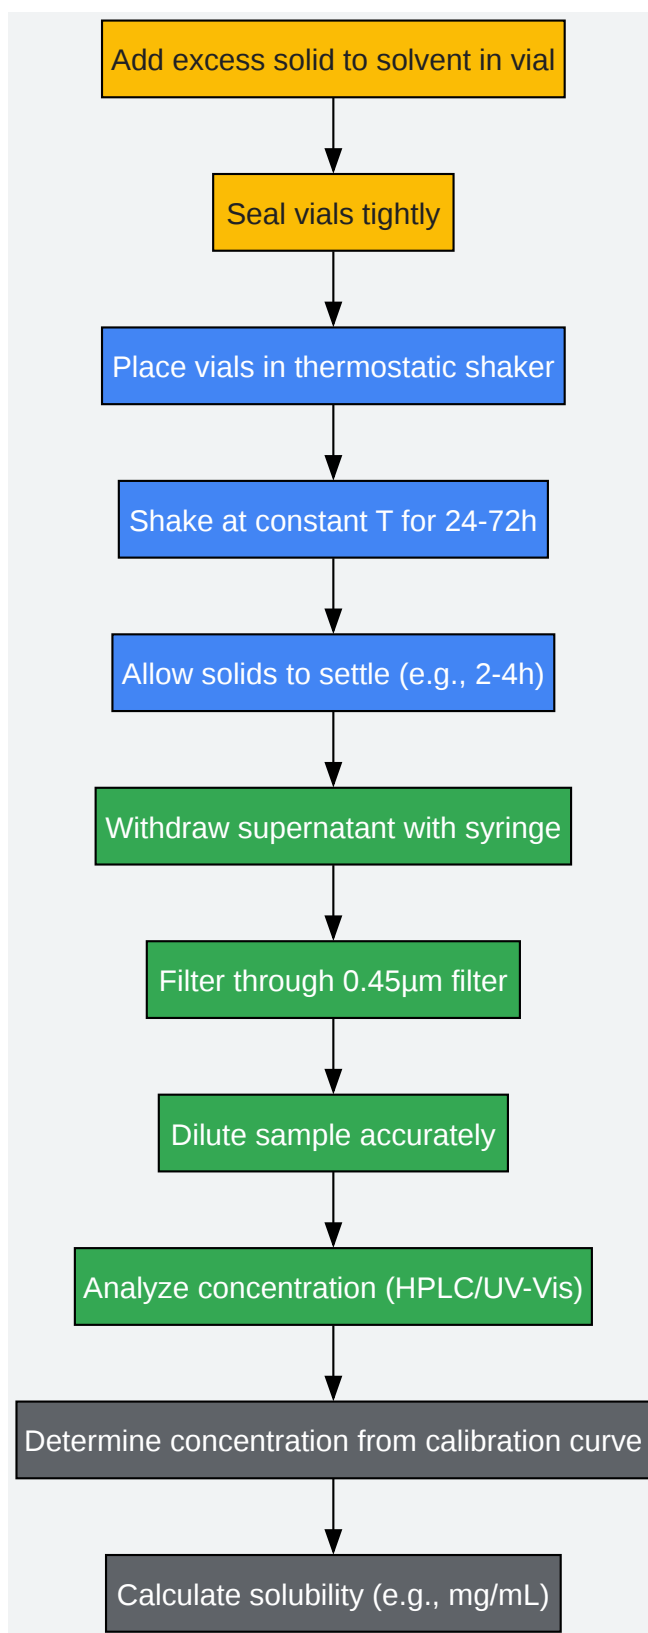 Add excess solid to solvent in vial
Seal vials tightly
Place vials in thermostatic shaker
Shake at constant T for 24-72h
Allow solids to settle (e.g., 2-4h)
Withdraw supernatant with syringe
Filter through 0.45µm filter
Dilute sample accurately
Analyze concentration (HPLC/UV-Vis)
Determine concentration from calibration curve
Calculate solubility (e.g., mg/mL)